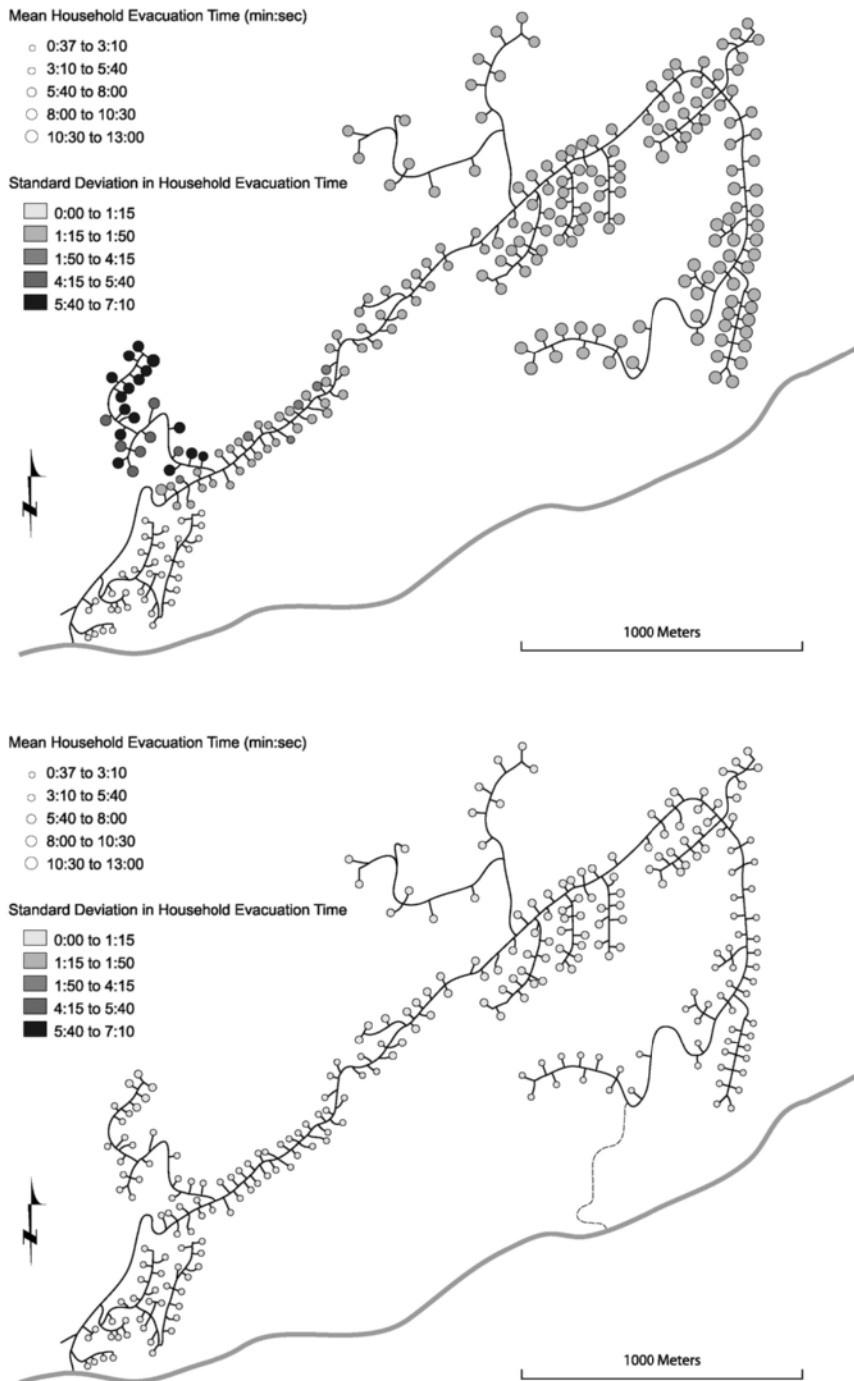 Mean Household Evacuation Time (min:sec)
0:37 to 3:10
3:10 to 5:40
5:40 to 8:00
8:00 to 10:30
10:30 to 13:00
Standard Deviation in Household Evacuation Time
0:00 to 1:15
1:15 to 1:50
1:50 to 4:15
4:15 to 5:40
5:40 to 7:10
N
1000 Meters
Mean Household Evacuation Time (min:sec)
0:37 to 3:10
3:10 to 5:40
5:40 to 8:00
8:00 to 10:30
10:30 to 13:00
Standard Deviation in Household Evacuation Time
0:00 to 1:15
1:15 to 1:50
1:50 to 4:15
4:15 to 5:40
5:40 to 7:10
N
1000 Meters